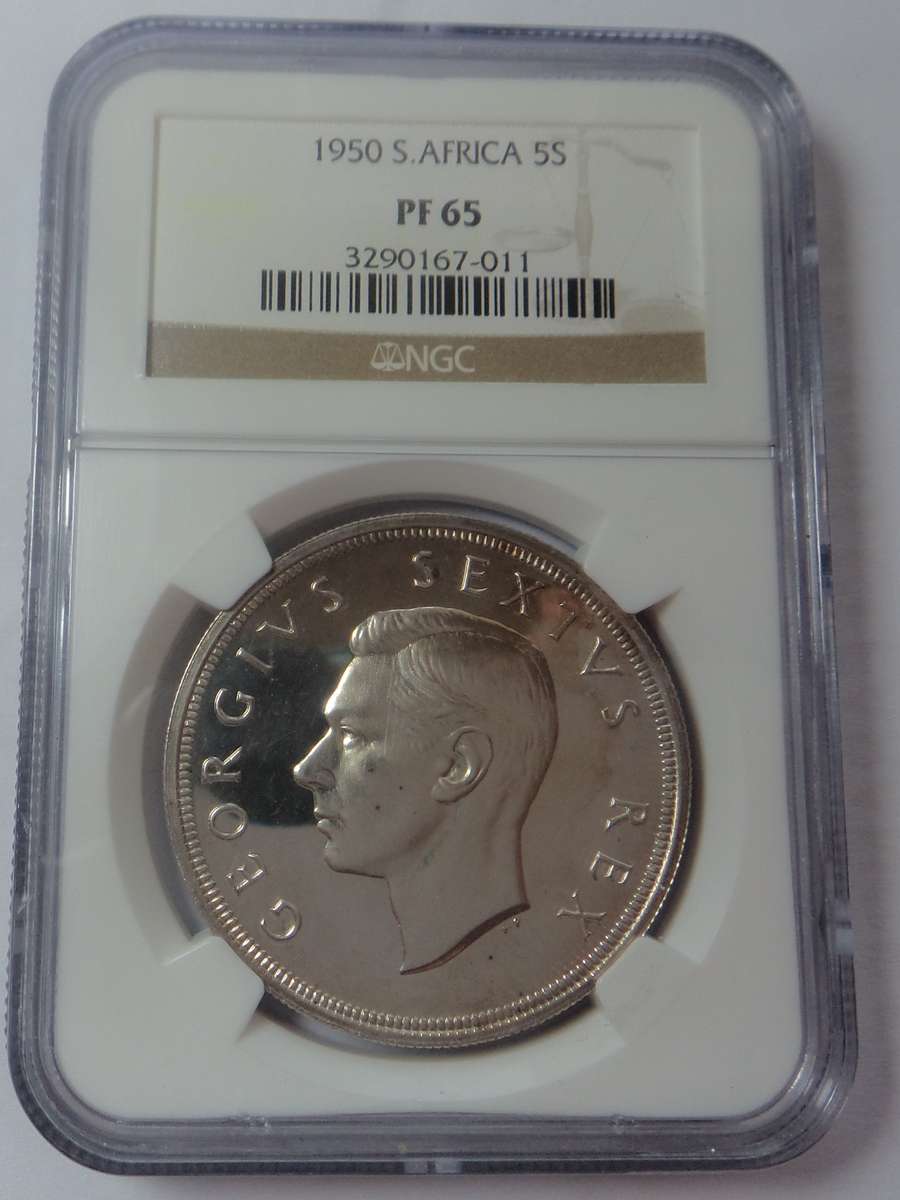 1950 S.AFRICA 5S
PF 65
3290167-011
NGC
GEORGIVS SEXTVS REX